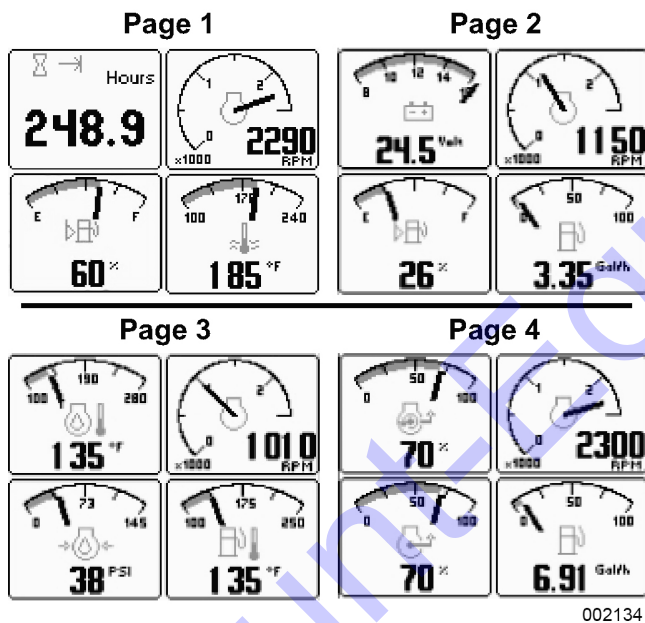 Page 1
Hours
248.9
1
2
0
x1000
2290
RPM
E
F
60 %
100
175
240
185 °F
Page 2
8
10
12
14
24.5 Volt
1
2
0
x1000
1150
RPM
E
F
26 %
0
50
100
3.35 Gal/h
Page 3
100
190
280
135 °F
2
0
x1000
1010
RPM
0
73
145
38 PSI
100
175
250
135 °F
Page 4
0
50
100
70 %
1
2
0
x1000
2300
RPM
0
50
100
70 %
0
50
100
6.91 Gal/h
002134